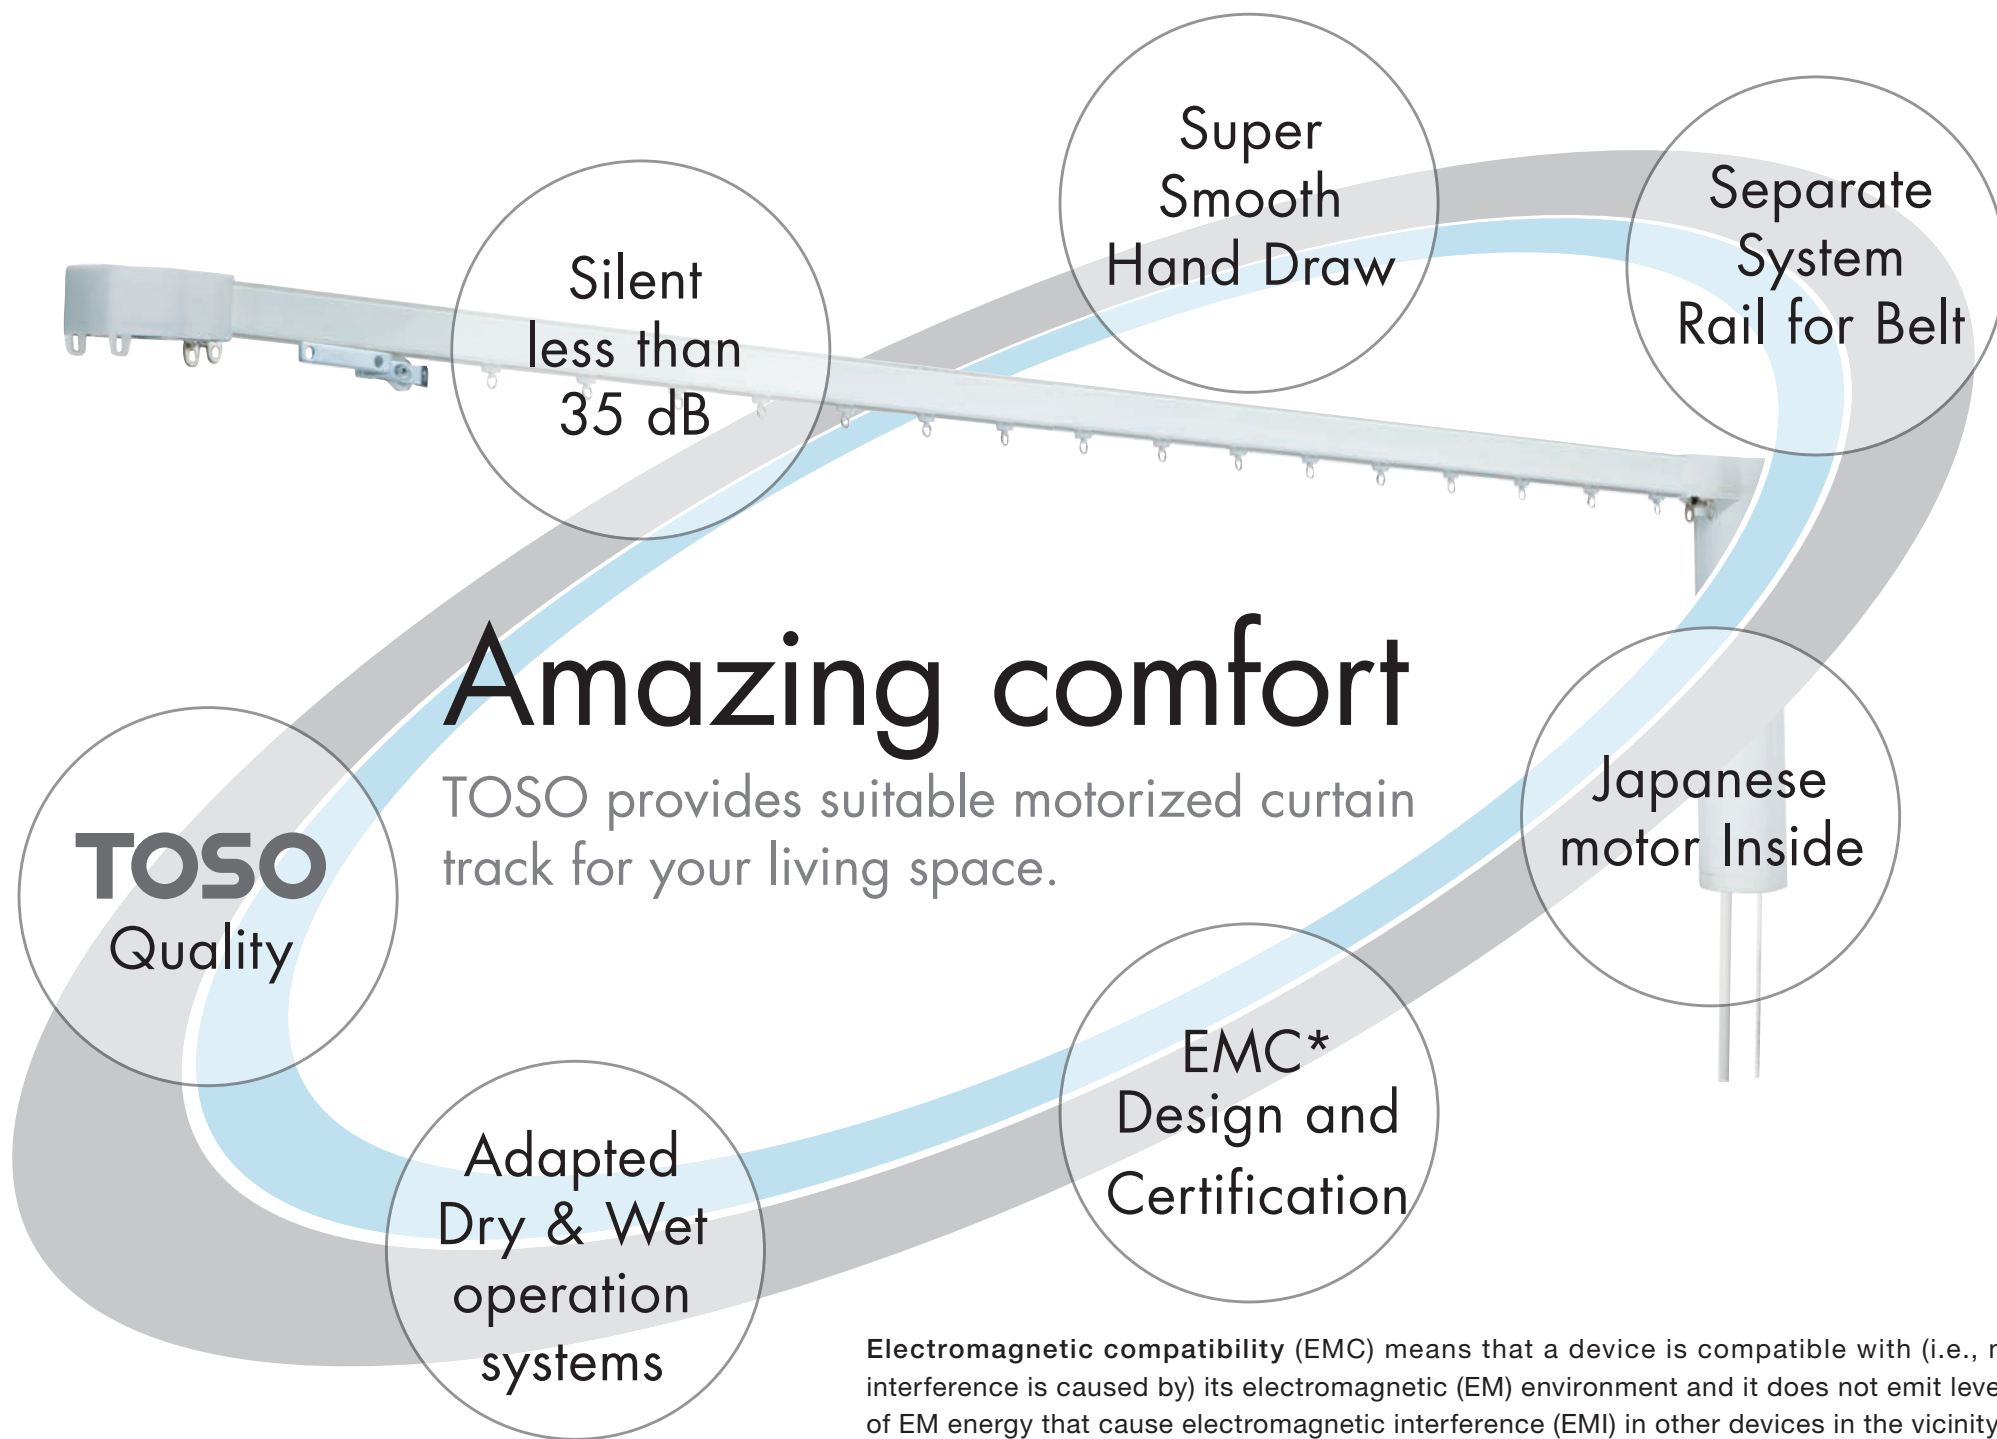 Super
Smooth
Hand Draw
Separate
System
Rail for Belt
Silent
less than
35 dB
Amazing comfort
TOSO provides suitable motorized curtain
track for your living space.
Japanese
motor Inside
TOSO
Quality
EMC*
Design and
Certification
Adapted
Dry & Wet
operation
systems
Electromagnetic compatibility (EMC) means that a device is compatible with (i.e.,
interference is caused by) its electromagnetic (EM) environment and it does not emit
of EM energy that cause electromagnetic interference (EMI) in other devices in the vicinity